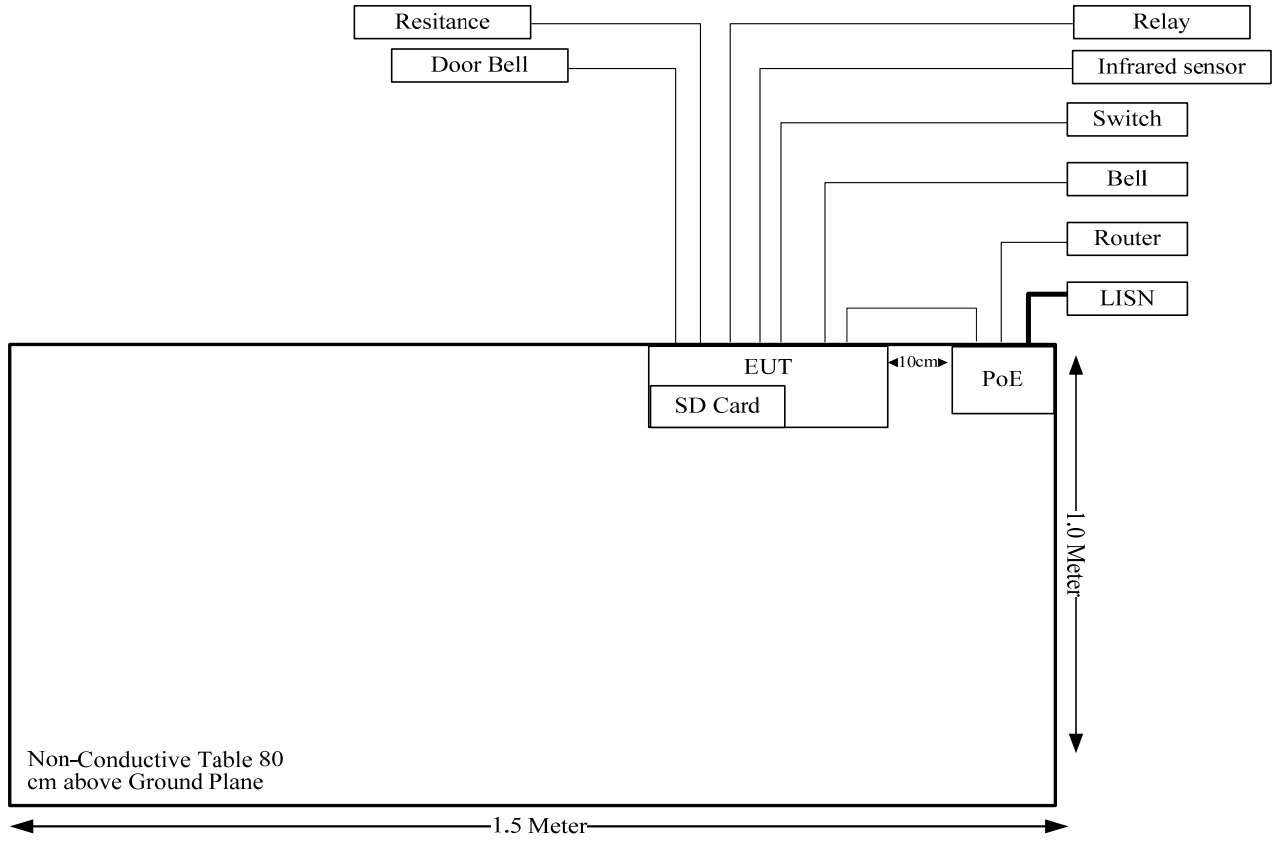 Resitance
Relay
Door Bell
Infrared sensor
Switch
Bell
Router
LISN
EUT
10cm
PoE
SD Card
1.0 Meter
Non-Conductive Table 80
cm above Ground Plane
1.5 Meter